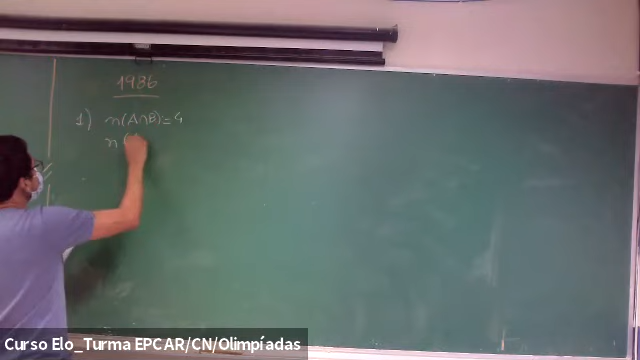 1986
1) n(A∩B)=4
n(
Curso Elo_Turma EPCAR/CN/Olimpíadas